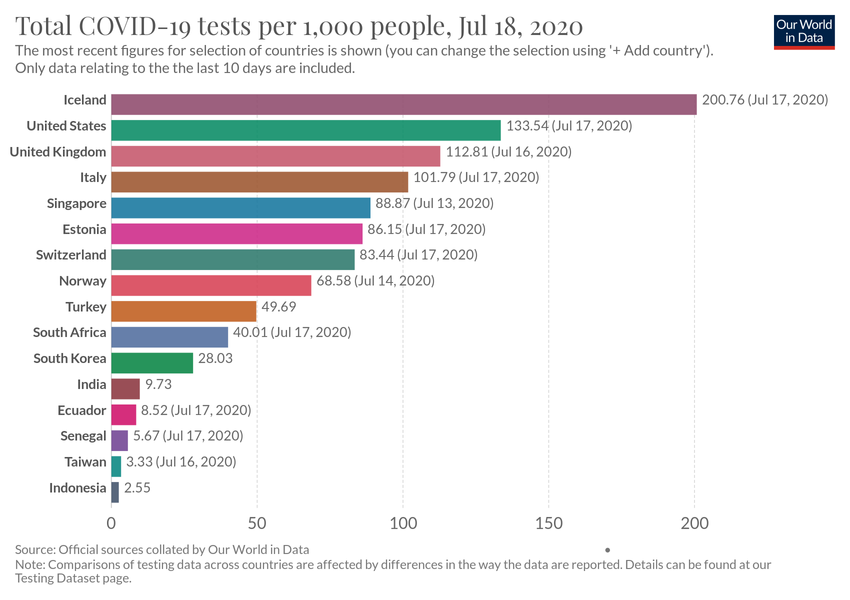 Total COVID-19 tests per 1,000 people, Jul 18, 2020
Our World
in Data
The most recent figures for selection of countries is shown (you can change the selection using '+ Add country').
Only data relating to the the last 10 days are included.
Iceland 200.76 (Jul 17, 2020)
United States 133.54 (Jul 17, 2020)
United Kingdom 112.81 (Jul 16, 2020)
Italy 101.79 (Jul 17, 2020)
Singapore 88.87 (Jul 13, 2020)
Estonia 86.15 (Jul 17, 2020)
Switzerland 83.44 (Jul 17, 2020)
Norway 68.58 (Jul 14, 2020)
Turkey 49.69
South Africa 40.01 (Jul 17, 2020)
South Korea 28.03
India 9.73
Ecuador 8.52 (Jul 17, 2020)
Senegal 5.67 (Jul 17, 2020)
Taiwan 3.33 (Jul 16, 2020)
Indonesia 2.55
0 50 100 150 200
Source: Official sources collated by Our World in Data
Note: Comparisons of testing data across countries are affected by differences in the way the data are reported. Details can be found at our
Testing Dataset page.